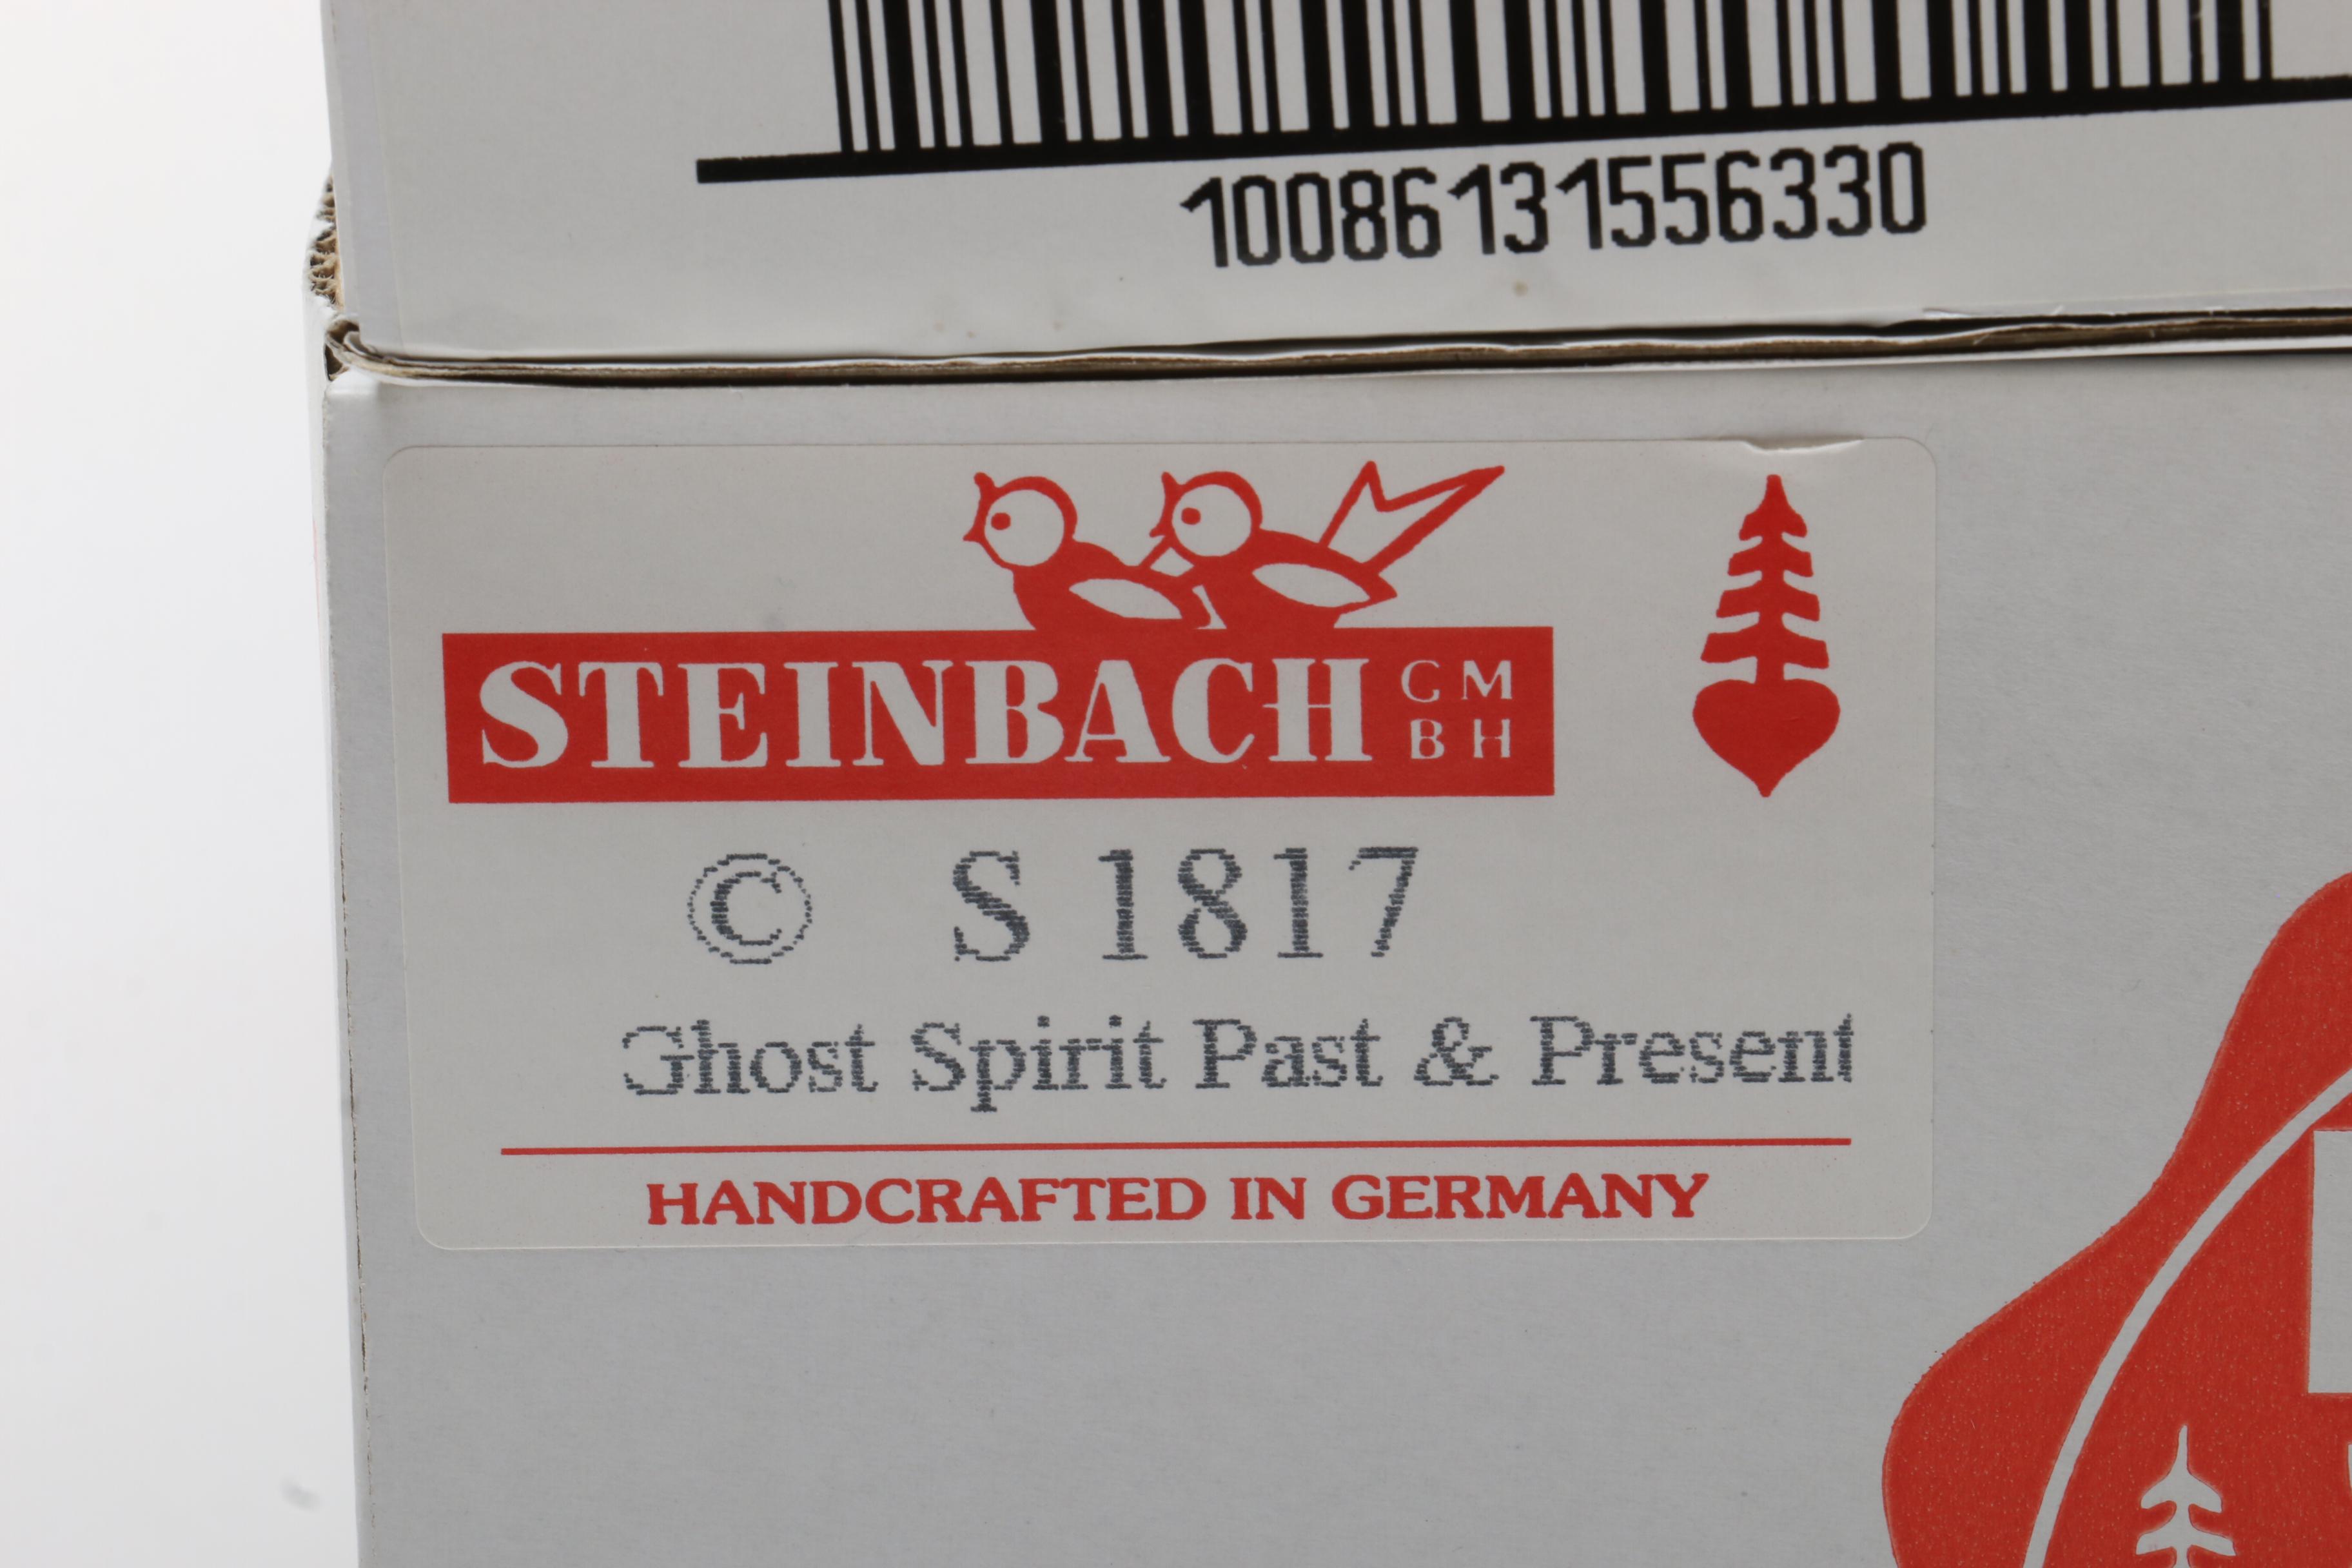 10086131556330
STEINBACH GMBH
© S 1817
Ghost Spirit Past & Present
HANDCRAFTED IN GERMANY